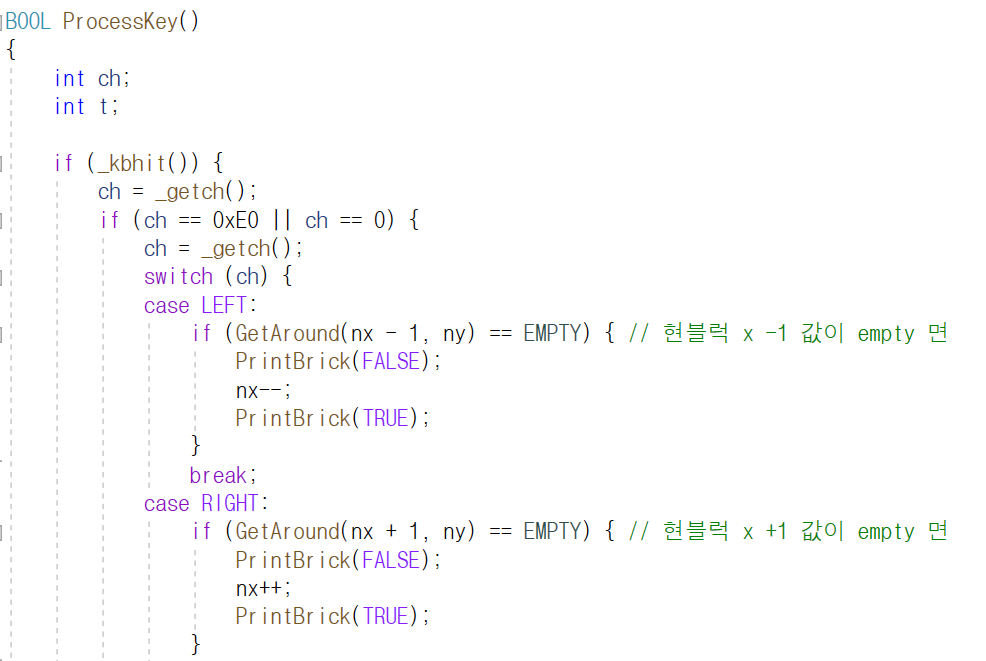 BOOL ProcessKey()
{
int ch;
int t;
if (_kbhit()) {
ch = _getch();
if (ch == 0xE0 || ch == 0) {
ch = _getch();
switch (ch) {
case LEFT:
if (GetAround(nx - 1, ny) == EMPTY) { // 현블럭 x -1 값이 empty 면
PrintBrick(FALSE);
nx--;
PrintBrick(TRUE);
}
break;
case RIGHT:
if (GetAround(nx + 1, ny) == EMPTY) { // 현블럭 x +1 값이 empty 면
PrintBrick(FALSE);
nx++;
PrintBrick(TRUE);
}